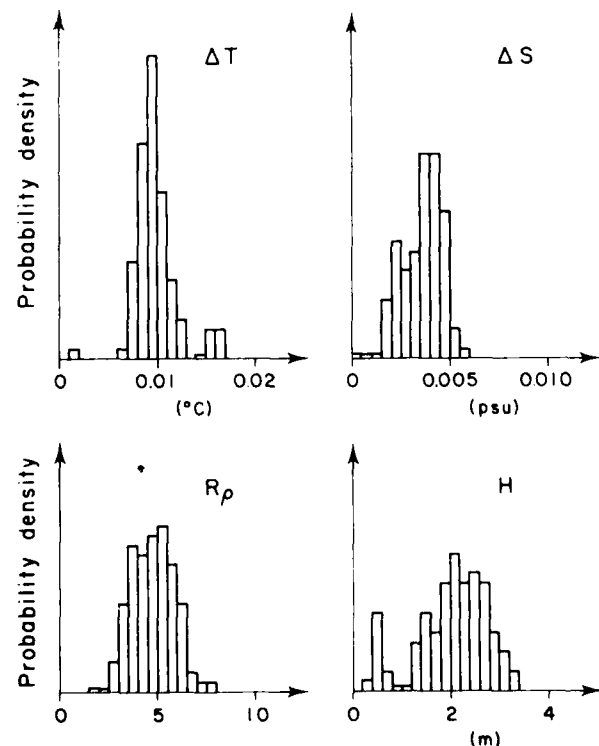 Probability density
ΔT
0 0.01 0.02
(°C)
ΔS
0 0.005 0.010
(psu)
Probability density
Rρ
0 5 10
H
0 2 4
(m)